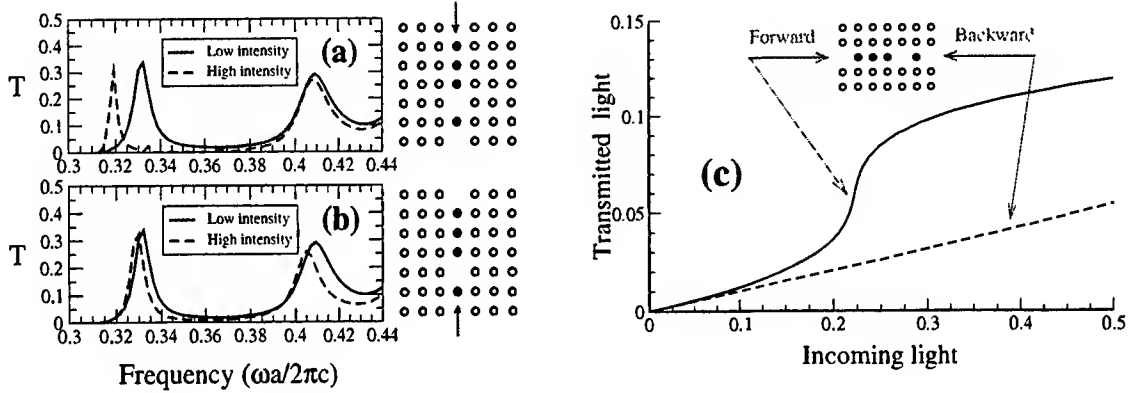 0.5
0.4
0.3
T
0.2
0.1
0
Low intensity
High intensity
(a)
0.3 0.32 0.34 0.36 0.38 0.4 0.42 0.44
0.5
0.4
0.3
T
0.2
0.1
0
Low intensity
High intensity
(b)
0.3 0.32 0.34 0.36 0.38 0.4 0.42 0.44
Frequency (ωa/2πc)
0.15
0.10
0.05
0
Transmitted light
Forward
Backward
(c)
0 0.1 0.2 0.3 0.4 0.5
Incoming light